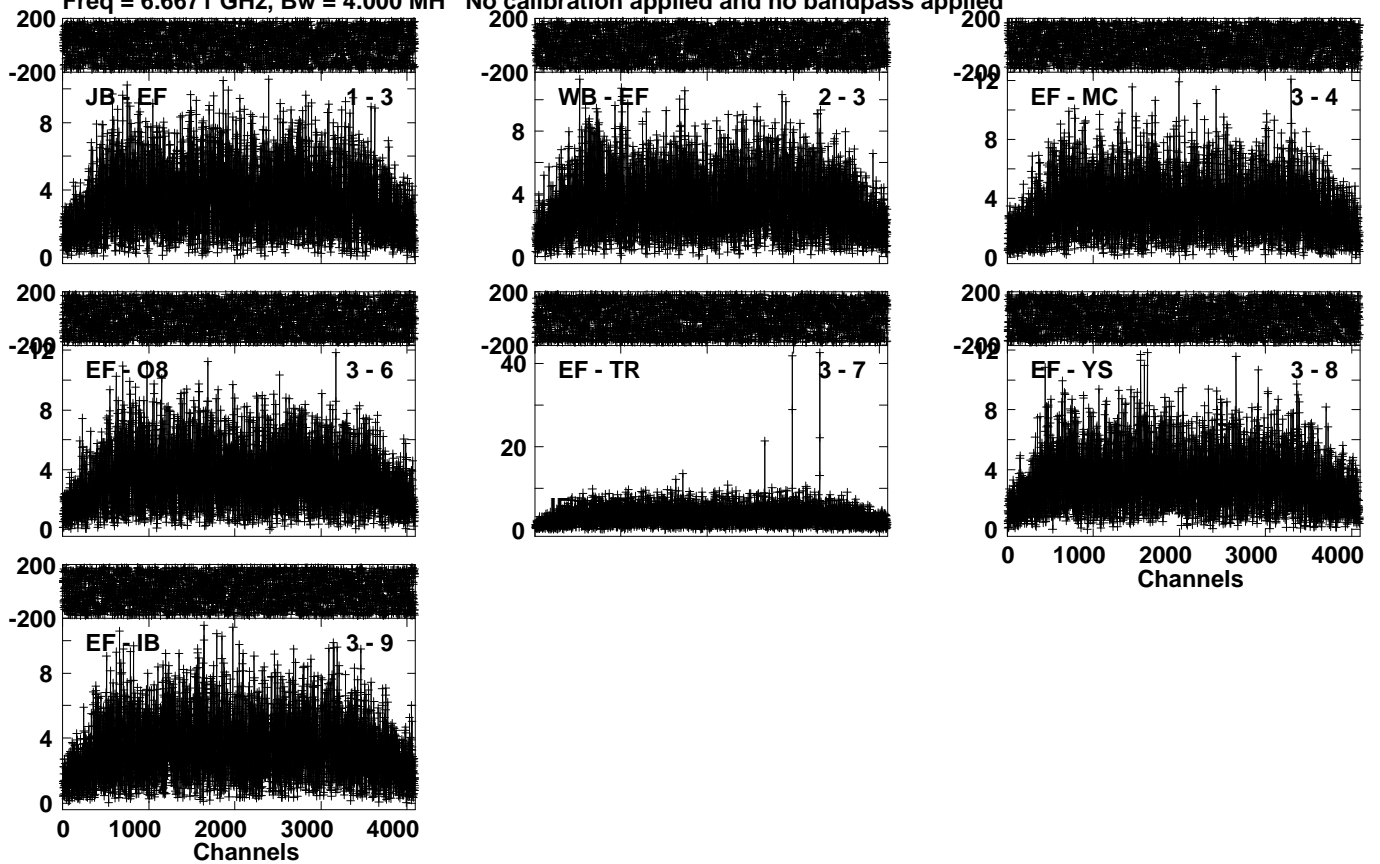 Freq = 6.6671 GHz, Bw = 4.000 MH No calibration applied and no bandpass applied
200 200 200
-200 -200 -200
JB - EF 1 - 3 WB - EF 2 - 3 12 EF - MC 3 - 4
8 8 8
4 4 4
0 0 0
200 200 200
-200 -200 -200
12 EF - O8 3 - 6 EF - TR 3 - 7 12 EF - YS 3 - 8
40
8 20 8
4 10 4
0 0 0
0 1000 2000 3000 4000
Channels
200
-200
EF - IB 3 - 9
8
4
0
0 1000 2000 3000 4000
Channels